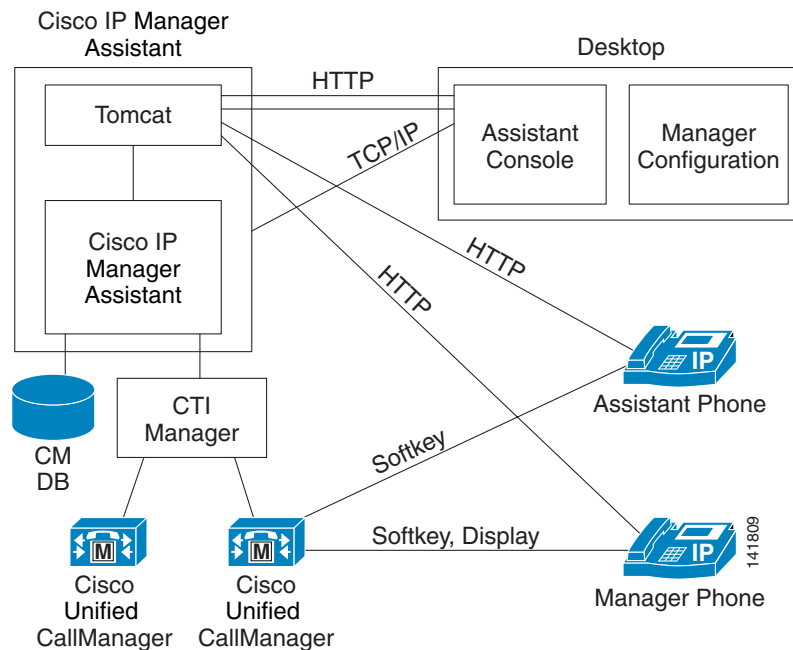 Cisco IP Manager
Assistant
Desktop
HTTP
Tomcat
Assistant
Console
Manager
Configuration
TCP/IP
Cisco IP
Manager
Assistant
HTTP
HTTP
IP
Assistant Phone
CTI
Manager
CM
DB
Softkey
M
M
Softkey, Display
IP
141809
Cisco
Unified
CallManager
Cisco
Unified
CallManager
Manager Phone